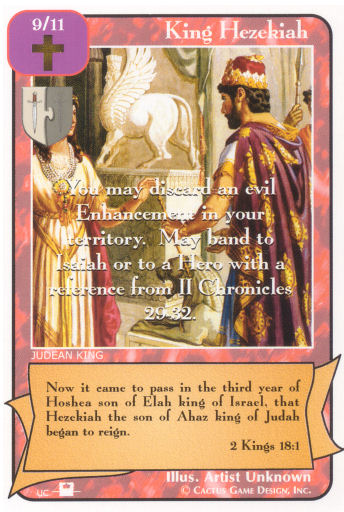 9/11
King Hezekiah
You may discard an evil
Enhancement in your
territory. May band to
Isaiah or to a Hero with a
reference from II Chronicles
29-32.
JUDEAN KING
Now it came to pass in the third year of
Hoshea son of Elah king of Israel, that
Hezekiah the son of Ahaz king of Judah
began to reign.
2 Kings 18:1
Illus. Artist Unknown
UC
© Cactus Game Design, Inc.